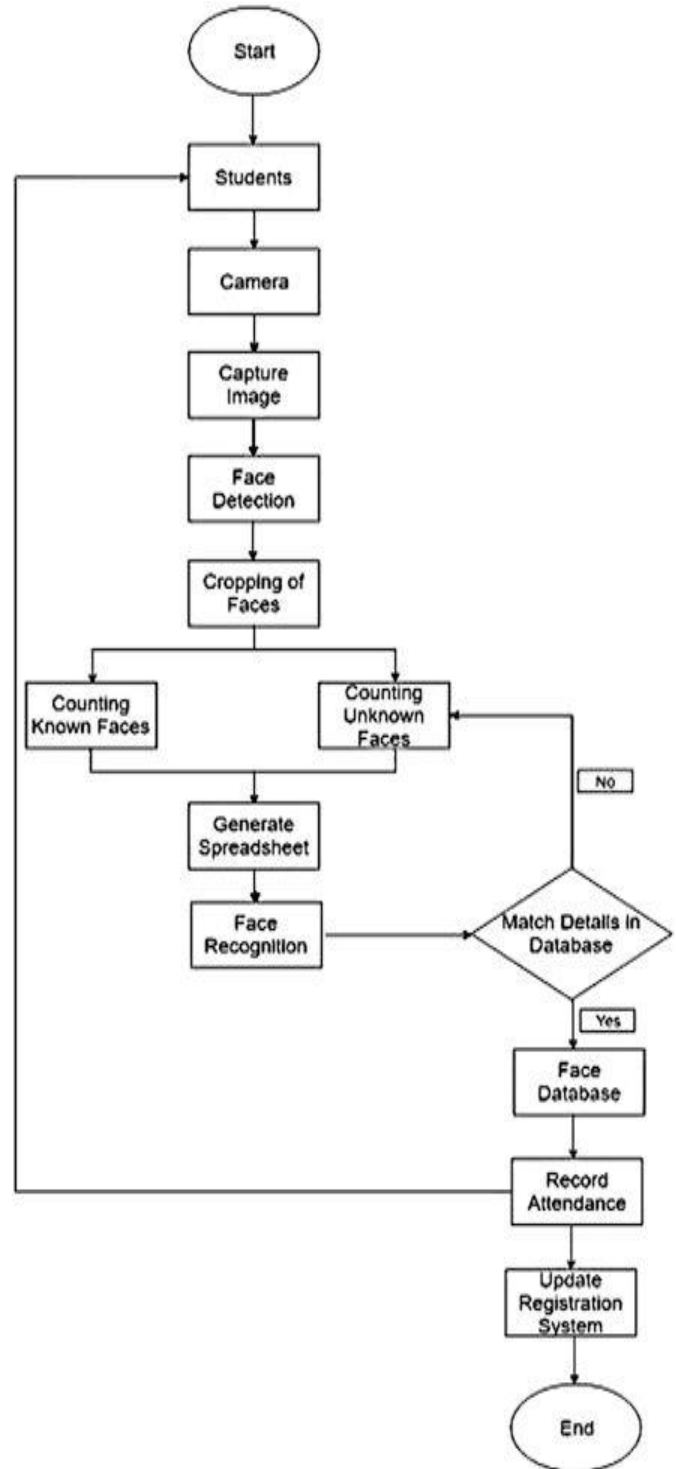 Start
Students
Camera
Capture
Image
Face
Detection
Cropping of
Faces
Counting
Known Faces
Counting
Unknown
Faces
No
Generate
Spreadsheet
Face
Recognition
Match Details in
Database
Yes
Face
Database
Record
Attendance
Update
Registration
System
End